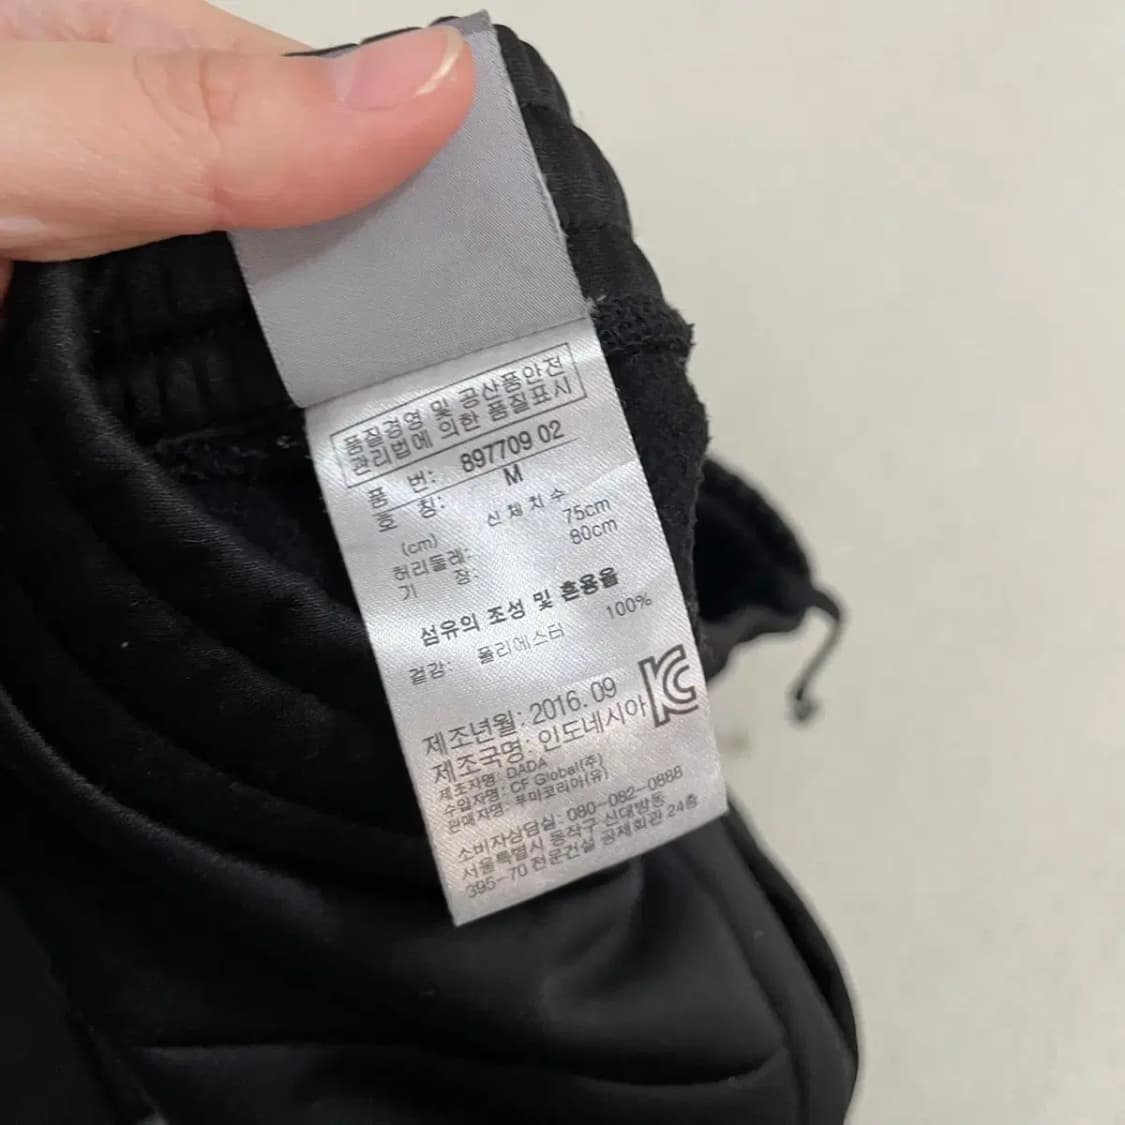 품질경영 및 공산품안전
관리법에 의한 품질표시
품 번: 897709 02
호 칭: M
신체치수
(cm)
허리둘레: 75cm
기 장: 80cm
섬유의 조성 및 혼용율
겉감: 폴리에스터 100%
제조년월: 2016. 09
제조국명: 인도네시아
KC
제조자명: DADA
수입자명: CF Global(주)
판매자명: 푸마코리아(유)
소비자상담실: 080-082-0888
서울특별시 동작구 신대방동
395-70 전문건설 공제회관 24층